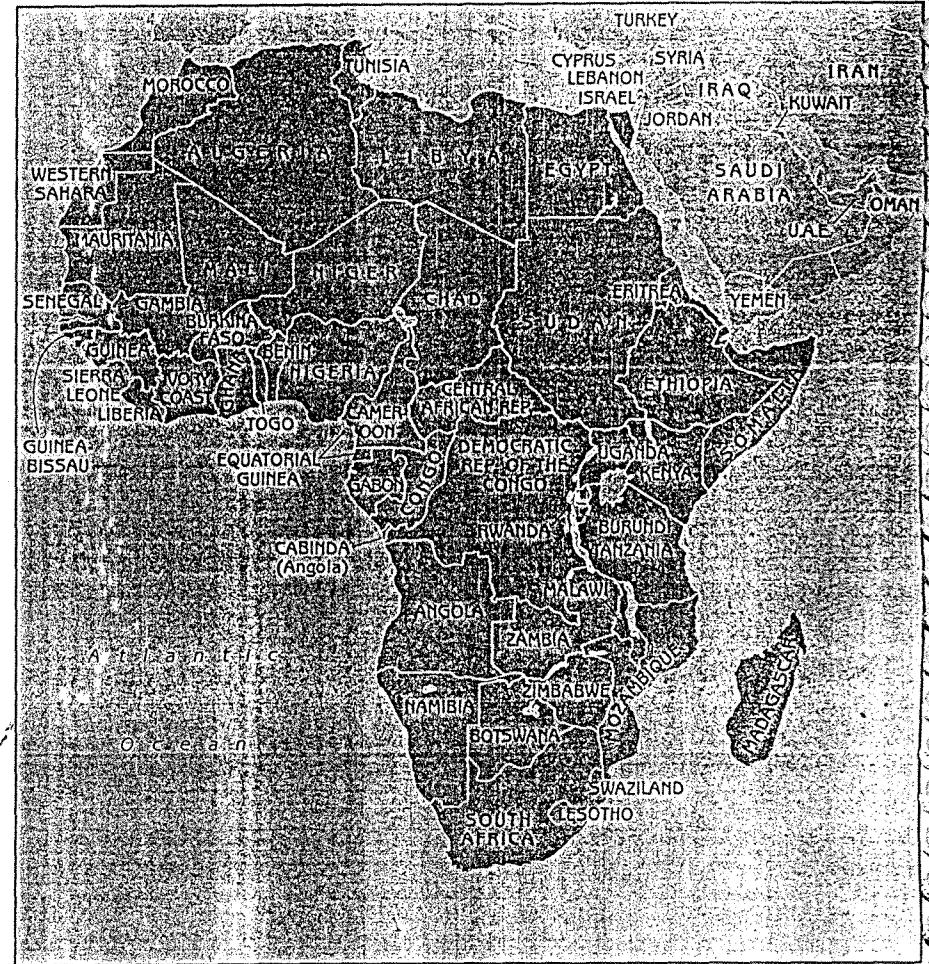 TURKEY
TUNISIA
CYPRUS
SYRIA
LEBANON
MOROCCO
ISRAEL
IRAQ
IRAN
KUWAIT
JORDAN
ALGERIA
LIBYA
EGYPT
SAUDI
ARABIA
WESTERN
SAHARA
OMAN
U.A.E.
MAURITANIA
MALI
NIGER
CHAD
SUDAN
ERITREA
YEMEN
SENEGAL
GAMBIA
BURKINA
FASO
GUINEA
BENIN
NIGERIA
SIERRA
LEONE
IVORY
COAST
GHANA
CENTRAL
AFRICAN REP.
ETHIOPIA
SOMALIA
LIBERIA
TOGO
CAMER-
OON
GUINEA
BISSAU
EQUATORIAL
GUINEA
DEMOCRATIC
REP. OF THE
CONGO
UGANDA
KENYA
GABON
CONGO
RWANDA
BURUNDI
TANZANIA
CABINDA
(Angola)
MALAWI
ANGOLA
ZAMBIA
Atlantic
Ocean
MOZAMBIQUE
MADAGASCAR
NAMIBIA
ZIMBABWE
BOTSWANA
SWAZILAND
LESOTHO
SOUTH
AFRICA